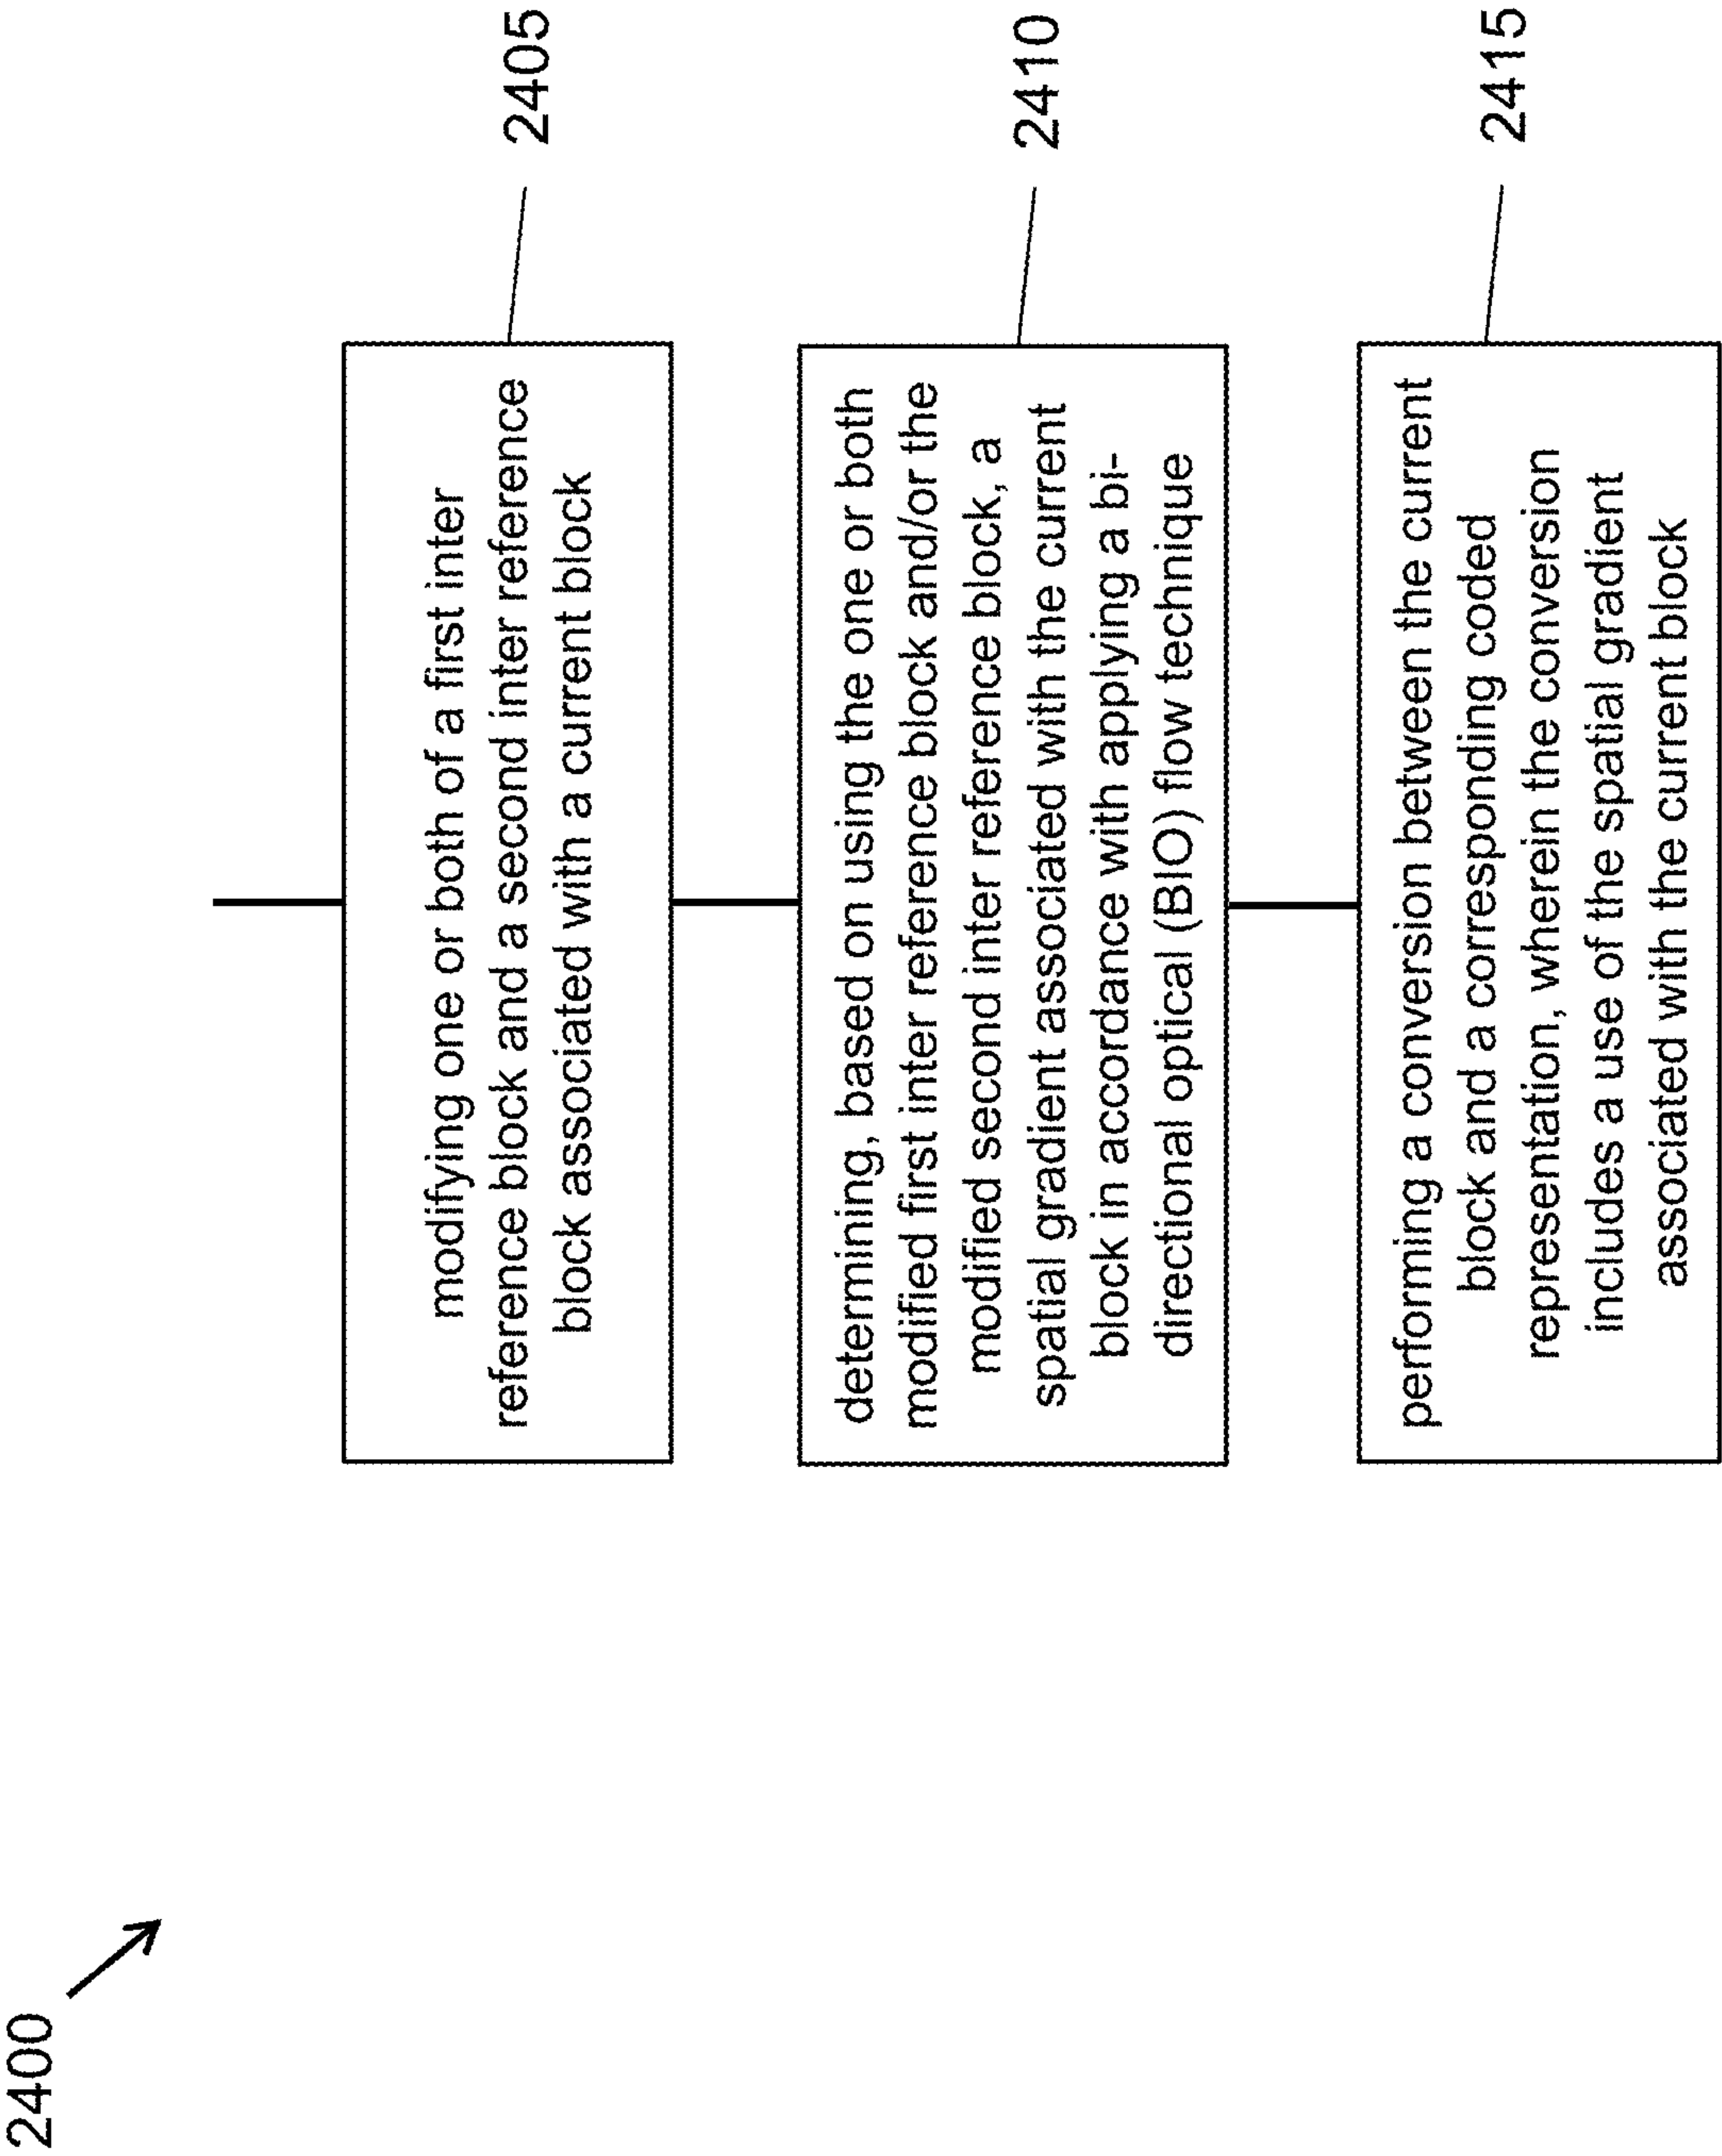 2400
modifying one or both of a first inter
reference block and a second inter reference
block associated with a current block
2405
determining, based on using the one or both
modified first inter reference block and/or the
modified second inter reference block, a
spatial gradient associated with the current
block in accordance with applying a bi-
directional optical (BIO) flow technique
2410
performing a conversion between the current
block and a corresponding coded
representation, wherein the conversion
includes a use of the spatial gradient
associated with the current block
2415